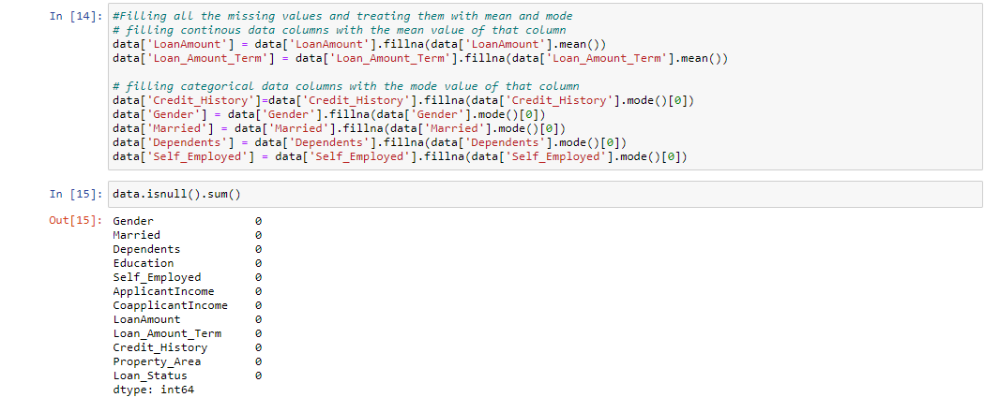 In [14]: #Filling all the missing values and treating them with mean and mode
# filling continous data columns with the mean value of that column
data['LoanAmount'] = data['LoanAmount'].fillna(data['LoanAmount'].mean())
data['Loan_Amount_Term'] = data['Loan_Amount_Term'].fillna(data['Loan_Amount_Term'].mean())
# filling categorical data columns with the mode value of that column
data['Credit_History']=data['Credit_History'].fillna(data['Credit_History'].mode()[0])
data['Gender'] = data['Gender'].fillna(data['Gender'].mode()[0])
data['Married'] = data['Married'].fillna(data['Married'].mode()[0])
data['Dependents'] = data['Dependents'].fillna(data['Dependents'].mode()[0])
data['Self_Employed'] = data['Self_Employed'].fillna(data['Self_Employed'].mode()[0])
In [15]: data.isnull().sum()
Out[15]: Gender 0
Married 0
Dependents 0
Education 0
Self_Employed 0
ApplicantIncome 0
CoapplicantIncome 0
LoanAmount 0
Loan_Amount_Term 0
Credit_History 0
Property_Area 0
Loan_Status 0
dtype: int64